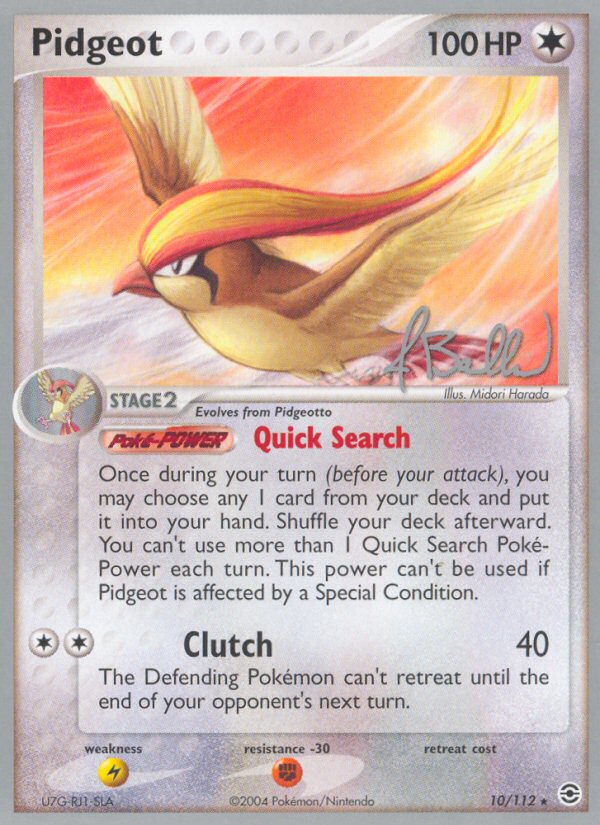 Pidgeot 100 HP
Illus. Midori Harada
STAGE 2
Evolves from Pidgeotto
Poké-POWER Quick Search
Once during your turn (before your attack), you
may choose any 1 card from your deck and put
it into your hand. Shuffle your deck afterward.
You can't use more than 1 Quick Search Poké-
Power each turn. This power can't be used if
Pidgeot is affected by a Special Condition.
Clutch 40
The Defending Pokémon can't retreat until the
end of your opponent's next turn.
weakness resistance -30 retreat cost
U7G-RJ1-SLA ©2004 Pokémon/Nintendo 10/112 ★